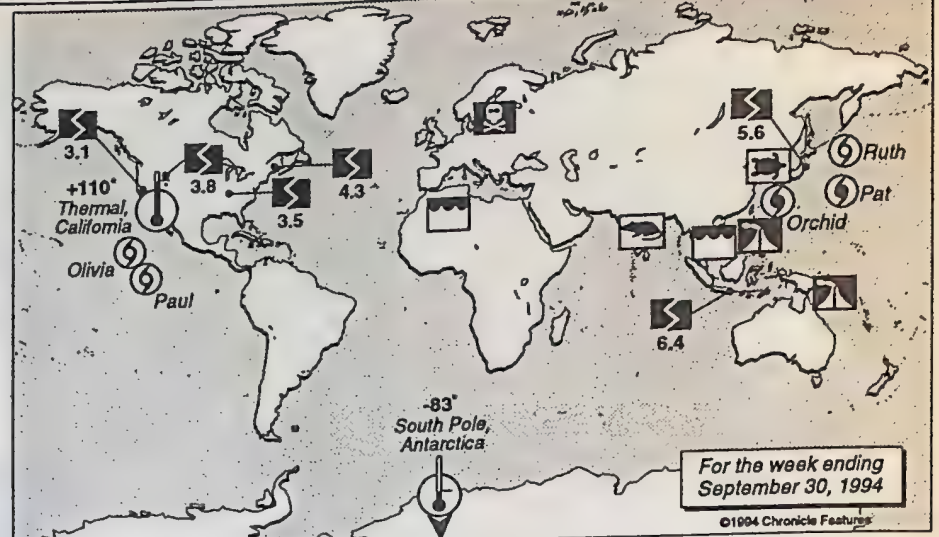 3.1
+110°
Thermal,
California
3.8
3.5
4.3
Olivia
Paul
5.6
Ruth
Pat
Orchid
6.4
-83°
South Pole,
Antarctica
For the week ending
September 30, 1994
©1994 Chronicle Features